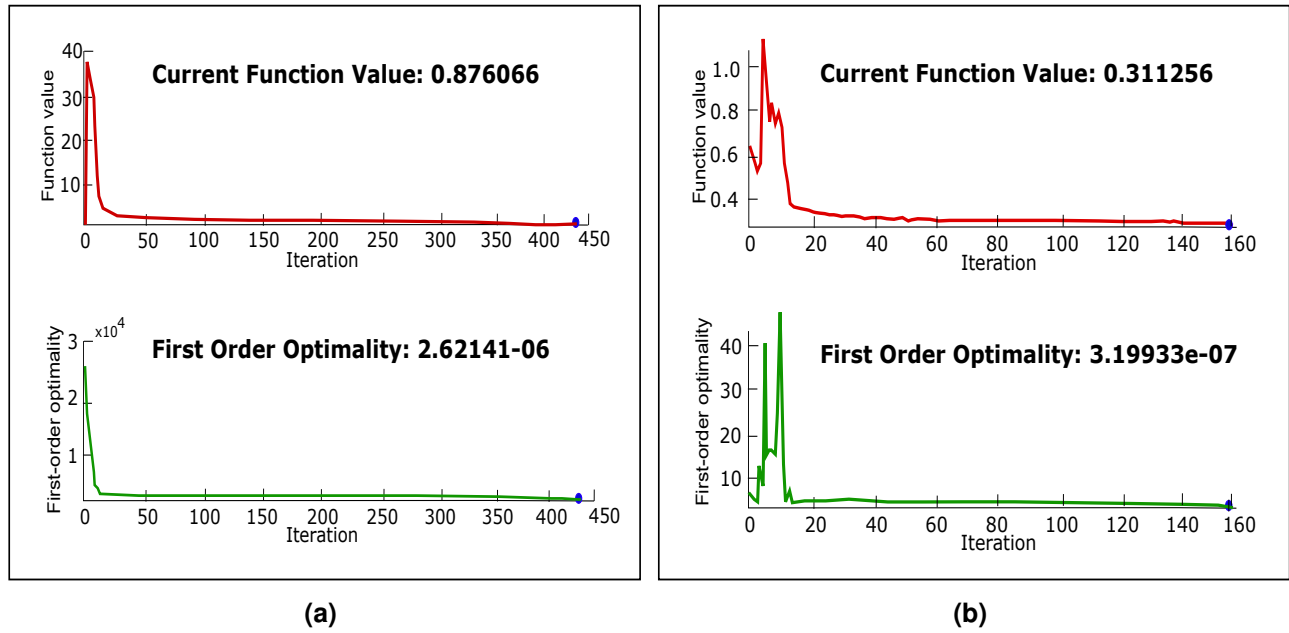 Function value
40
30
20
10
Current Function Value: 0.876066
0 50 100 150 200 250 300 350 400 450
Iteration
First-order optimality
3 x10^4
2
1
First Order Optimality: 2.62141-06
0 50 100 150 200 250 300 350 400 450
Iteration
(a)
Function value
1.0
0.8
0.6
0.4
Current Function Value: 0.311256
0 20 40 60 80 100 120 140 160
Iteration
First-order optimality
40
30
20
10
First Order Optimality: 3.19933e-07
0 20 40 60 80 100 120 140 160
Iteration
(b)